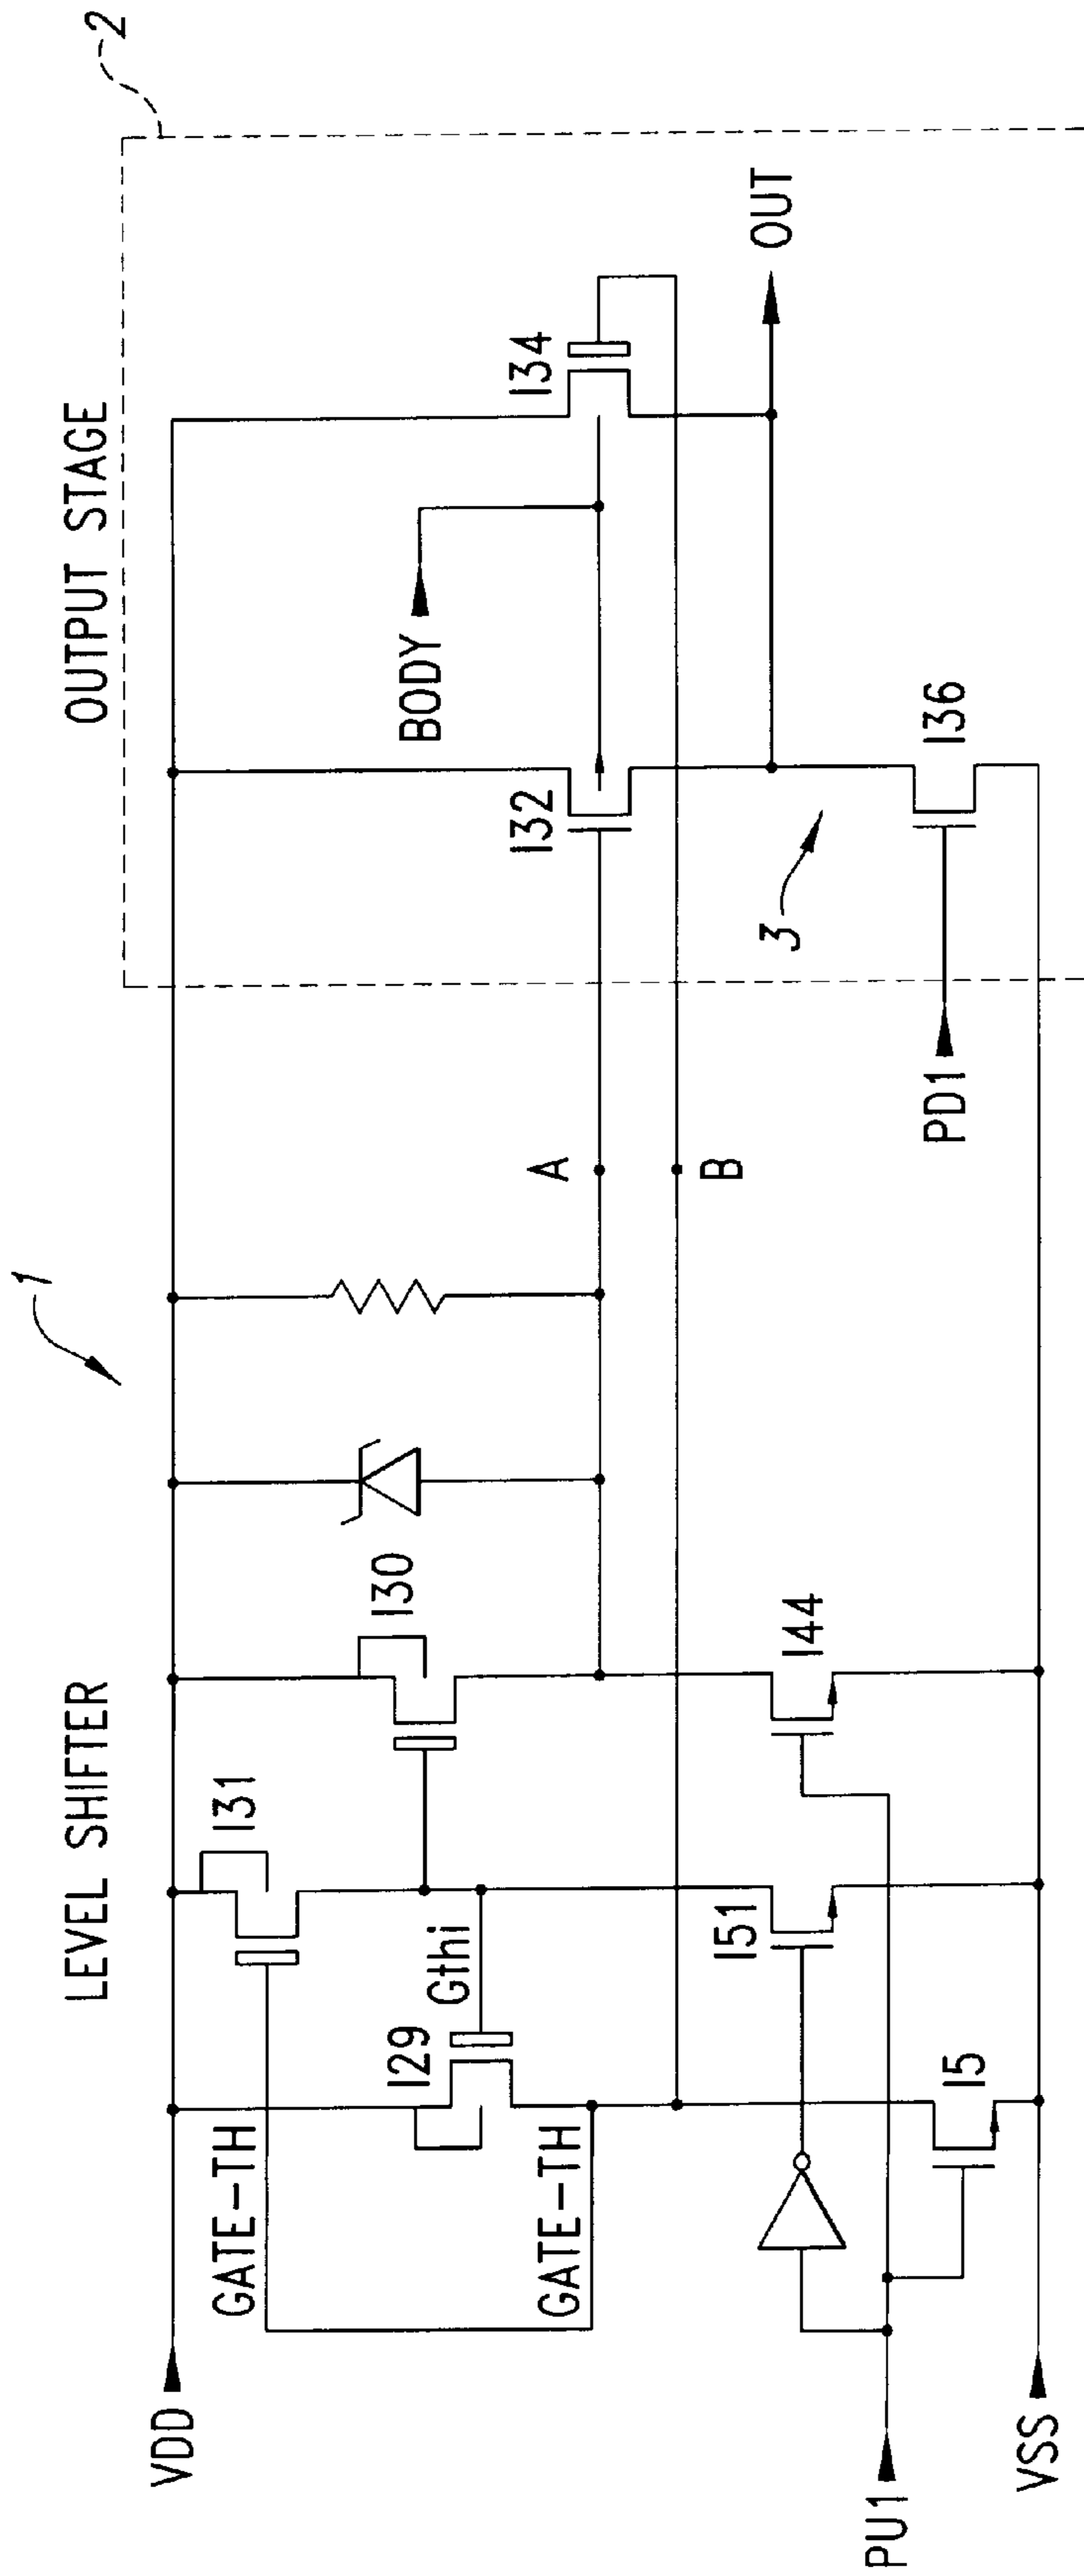 1
2
LEVEL SHIFTER
OUTPUT STAGE
VDD
GATE-TH
I31
I30
I29
Gthi
GATE-TH
A
B
BODY
I32
I34
OUT
3
I51
I44
I5
I36
PU1
PD1
VSS